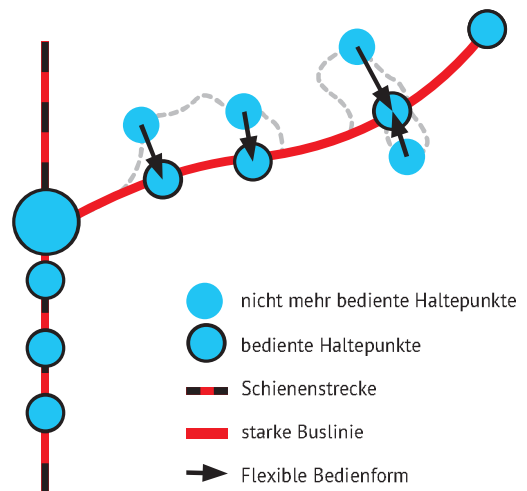 nicht mehr bediente Haltepunkte
bediente Haltepunkte
Schienenstrecke
starke Buslinie
Flexible Bedienform